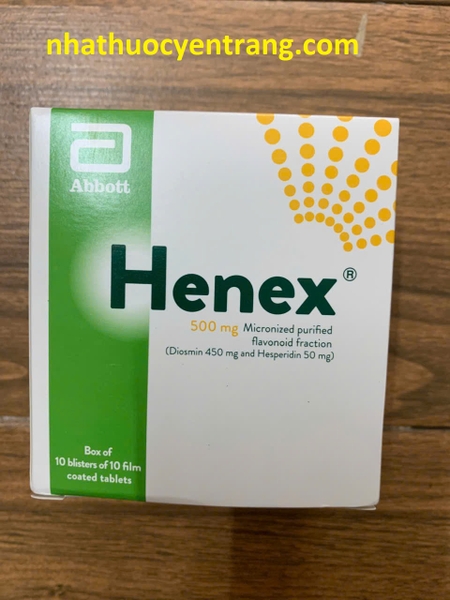 nhathuocyentrang.com
Abbott
Henex®
500 mg Micronized purified
flavonoid fraction
(Diosmin 450 mg and Hesperidin 50 mg)
Box of
10 blisters of 10 film
coated tablets